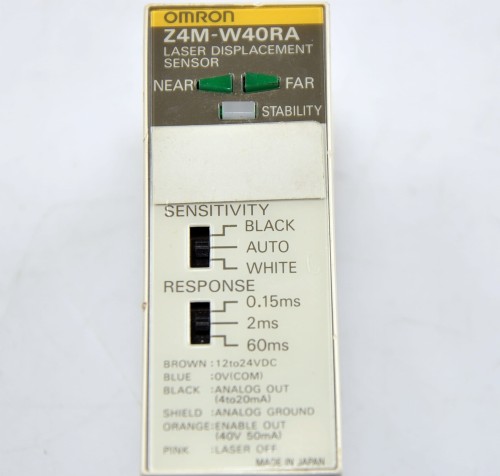 OMRON
Z4M-W40RA
LASER DISPLACEMENT
SENSOR
NEAR FAR
STABILITY
SENSITIVITY
BLACK
AUTO
WHITE
RESPONSE
0.15ms
2ms
60ms
BROWN :12to24VDC
BLUE :0V(COM)
BLACK :ANALOG OUT
(4to20mA)
SHIELD :ANALOG GROUND
ORANGE:ENABLE OUT
(40V 50mA)
PINK :LASER OFF
MADE IN JAPAN